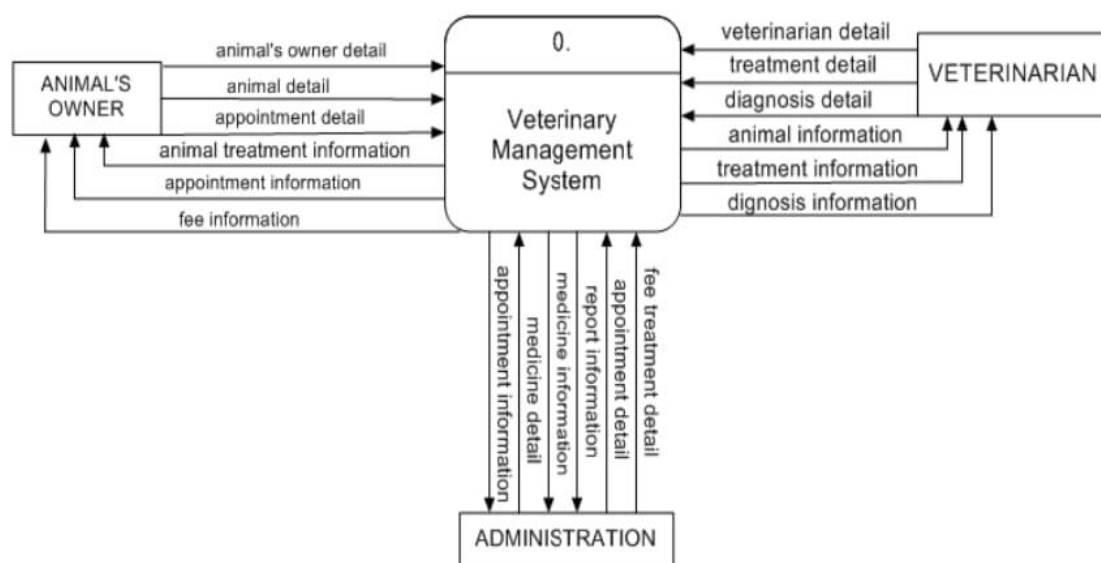 animal's owner detail
animal detail
appointment detail
animal treatment information
appointment information
fee information
ANIMAL'S
OWNER
0.
Veterinary
Management
System
veterinarian detail
treatment detail
diagnosis detail
animal information
treatment information
dignosis information
VETERINARIAN
appointment information
medicine detail
medicine information
report information
appointment detail
fee treatment detail
ADMINISTRATION